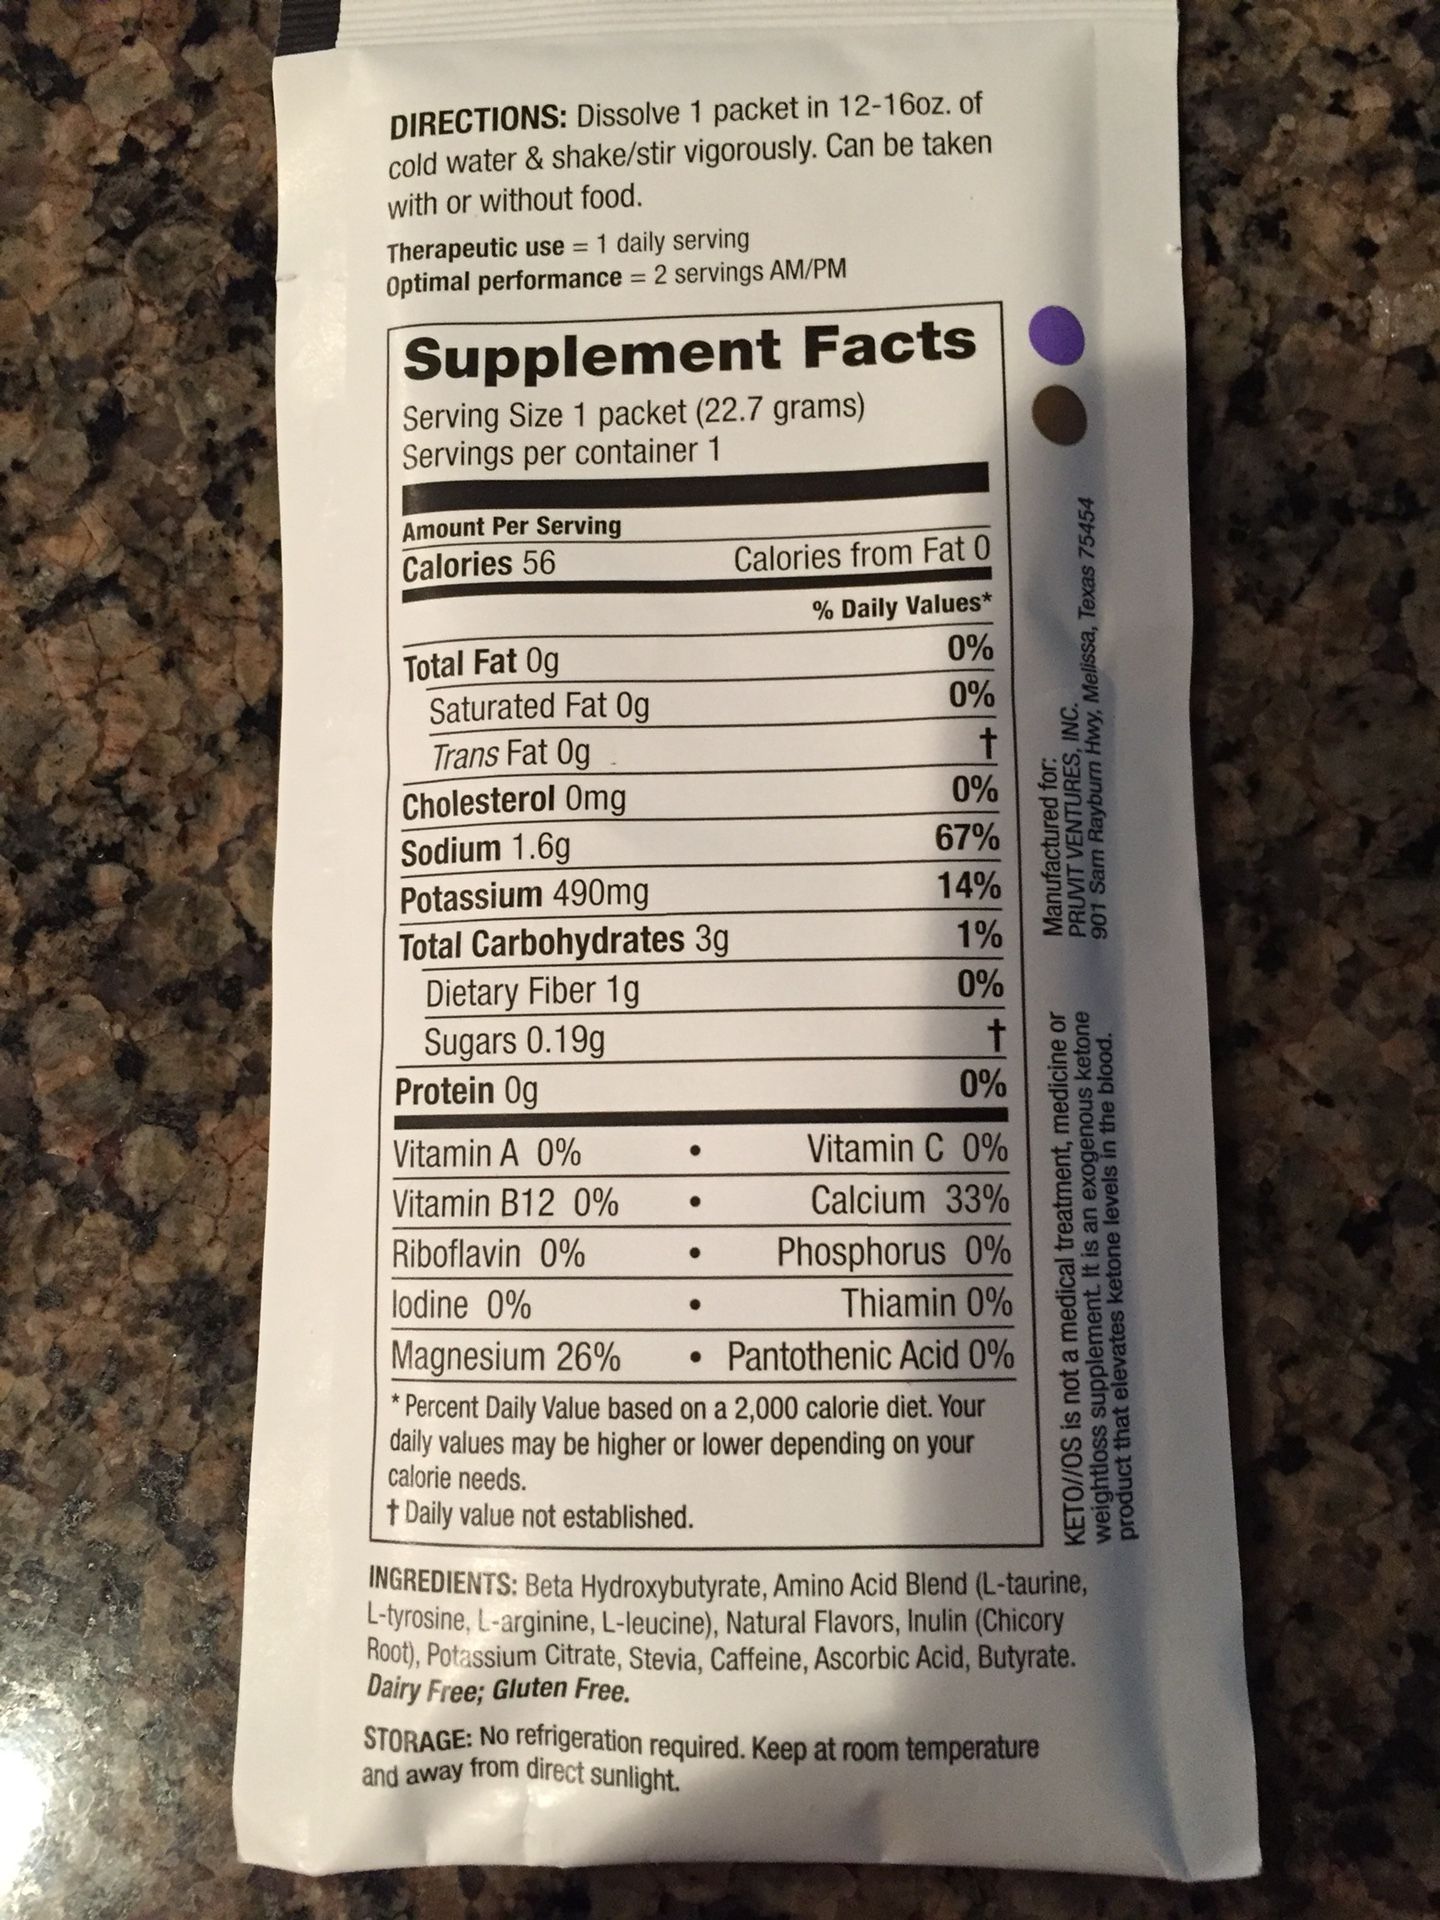 DIRECTIONS: Dissolve 1 packet in 12-16oz. of
cold water & shake/stir vigorously. Can be taken
with or without food.
Therapeutic use = 1 daily serving
Optimal performance = 2 servings AM/PM
Supplement Facts
Serving Size 1 packet (22.7 grams)
Servings per container 1
Amount Per Serving
Calories 56 Calories from Fat 0
% Daily Values*
Total Fat 0g 0%
Saturated Fat 0g 0%
Trans Fat 0g †
Cholesterol 0mg 0%
Sodium 1.6g 67%
Potassium 490mg 14%
Total Carbohydrates 3g 1%
Dietary Fiber 1g 0%
Sugars 0.19g †
Protein 0g 0%
Vitamin A 0% • Vitamin C 0%
Vitamin B12 0% • Calcium 33%
Riboflavin 0% • Phosphorus 0%
Iodine 0% • Thiamin 0%
Magnesium 26% • Pantothenic Acid 0%
* Percent Daily Value based on a 2,000 calorie diet. Your
daily values may be higher or lower depending on your
calorie needs.
† Daily value not established.
INGREDIENTS: Beta Hydroxybutyrate, Amino Acid Blend (L-taurine,
L-tyrosine, L-arginine, L-leucine), Natural Flavors, Inulin (Chicory
Root), Potassium Citrate, Stevia, Caffeine, Ascorbic Acid, Butyrate.
Dairy Free; Gluten Free.
STORAGE: No refrigeration required. Keep at room temperature
and away from direct sunlight.
Manufactured for:
PRUVIT VENTURES, INC.
901 Sam Rayburn Hwy, Melissa, Texas 75454
KETO//OS is not a medical treatment, medicine or
weightloss supplement. It is an exogenous ketone
product that elevates ketone levels in the blood.